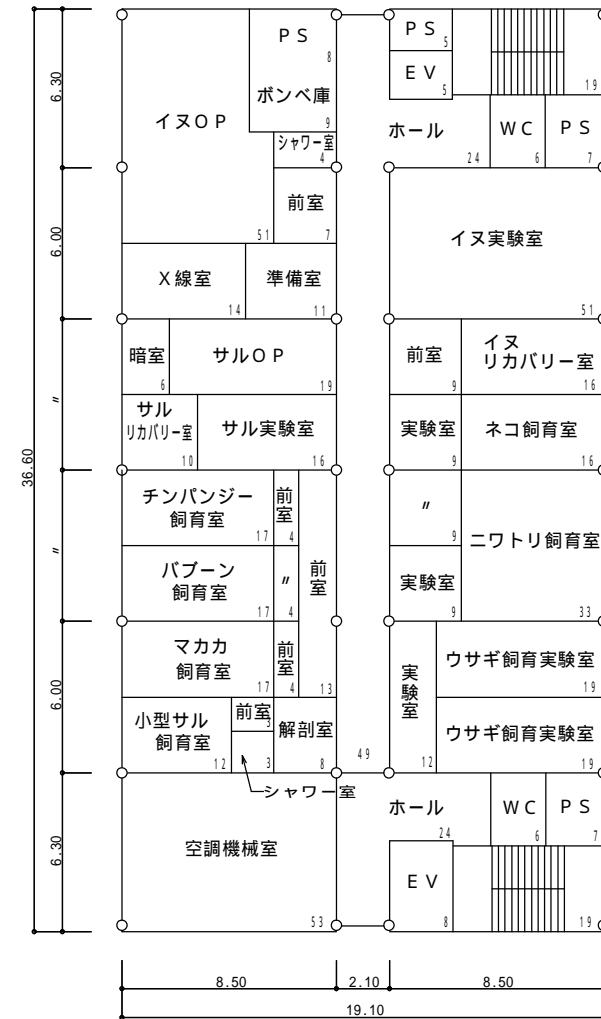 ＰＳ
8
ボンベ庫
9
イヌＯＰ
51
シャワー室
4
前室
7
Ｘ線室
14
準備室
11
ＰＳ
5
ＥＶ
5
19
ホール
24
ＷＣ
6
ＰＳ
7
イヌ実験室
51
暗室
6
サルＯＰ
19
サル
リカバリー室
10
サル実験室
16
前室
9
イヌ
リカバリー室
16
実験室
9
ネコ飼育室
16
チンパンジー
飼育室
17
前室
4
バブーン
飼育室
17
〃
4
前室
13
マカカ
飼育室
17
前室
4
小型サル
飼育室
12
前室
3
3
シャワー室
解剖室
8
49
〃
9
ニワトリ飼育室
33
実験室
9
実験室
12
ウサギ飼育実験室
19
ウサギ飼育実験室
19
空調機械室
53
ホール
24
ＷＣ
6
ＰＳ
7
ＥＶ
8
19
6.30
6.00
〃
〃
6.00
6.30
36.60
8.50
2.10
8.50
19.10